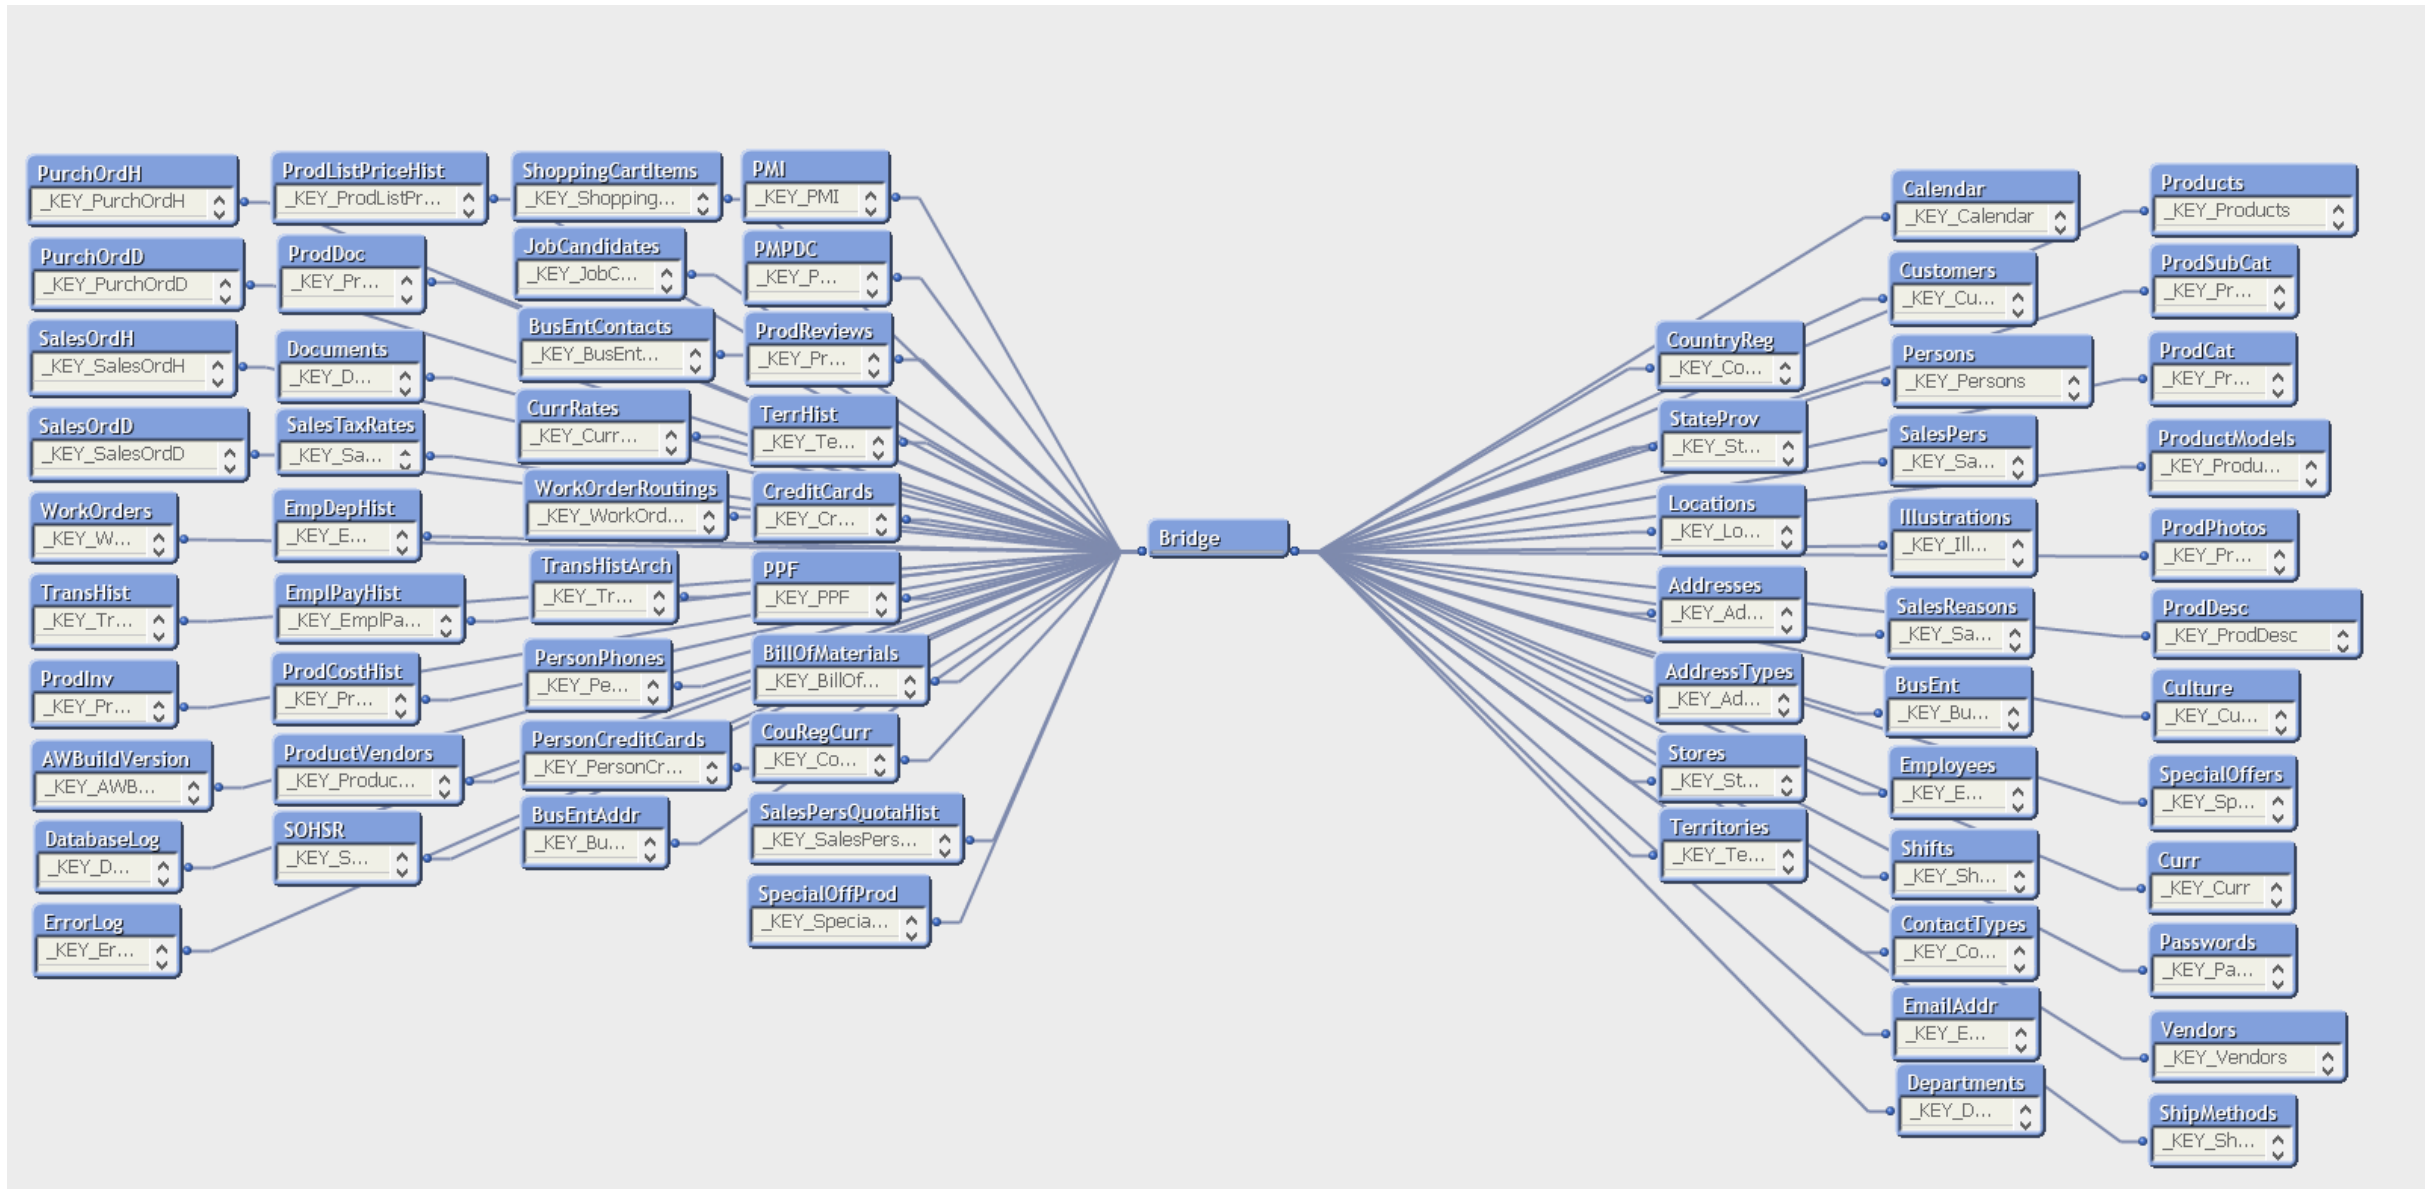 PurchOrdH
_KEY_PurchOrdH
PurchOrdD
_KEY_PurchOrdD
SalesOrdH
_KEY_SalesOrdH
SalesOrdD
_KEY_SalesOrdD
WorkOrders
_KEY_W...
TransHist
_KEY_Tr...
ProdInv
_KEY_Pr...
AWBuildVersion
_KEY_AWB...
DatabaseLog
_KEY_D...
ErrorLog
_KEY_Er...
ProdListPriceHist
_KEY_ProdListPr...
ProdDoc
_KEY_Pr...
Documents
_KEY_D...
SalesTaxRates
_KEY_Sa...
EmpDepHist
_KEY_E...
EmplPayHist
_KEY_EmplPa...
ProdCostHist
_KEY_Pr...
ProductVendors
_KEY_Produc...
SOHSR
_KEY_S...
ShoppingCartItems
_KEY_Shopping...
JobCandidates
_KEY_JobC...
BusEntContacts
_KEY_BusEnt...
CurrRates
_KEY_Curr...
WorkOrderRoutings
_KEY_WorkOrd...
TransHistArch
_KEY_Tr...
PersonPhones
_KEY_Pe...
PersonCreditCards
_KEY_PersonCr...
BusEntAddr
_KEY_Bu...
PMI
_KEY_PMI
PMPDC
_KEY_P...
ProdReviews
_KEY_Pr...
TerrHist
_KEY_Te...
CreditCards
_KEY_Cr...
PPF
_KEY_PPF
BillOfMaterials
_KEY_BillOf...
CouRegCurr
_KEY_Co...
SalesPersQuotaHist
_KEY_SalesPers...
SpecialOffProd
_KEY_Specia...
Bridge
CountryReg
_KEY_Co...
StateProv
_KEY_St...
Locations
_KEY_Lo...
Addresses
_KEY_Ad...
AddressTypes
_KEY_Ad...
Stores
_KEY_St...
Territories
_KEY_Te...
Calendar
_KEY_Calendar
Customers
_KEY_Cu...
Persons
_KEY_Persons
SalesPers
_KEY_Sa...
Illustrations
_KEY_Ill...
SalesReasons
_KEY_Sa...
BusEnt
_KEY_Bu...
Employees
_KEY_E...
Shifts
_KEY_Sh...
ContactTypes
_KEY_Co...
EmailAddr
_KEY_E...
Departments
_KEY_D...
Products
_KEY_Products
ProdSubCat
_KEY_Pr...
ProdCat
_KEY_Pr...
ProductModels
_KEY_Produ...
ProdPhotos
_KEY_Pr...
ProdDesc
_KEY_ProdDesc
Culture
_KEY_Cu...
SpecialOffers
_KEY_Sp...
Curr
_KEY_Curr
Passwords
_KEY_Pa...
Vendors
_KEY_Vendors
ShipMethods
_KEY_Sh...